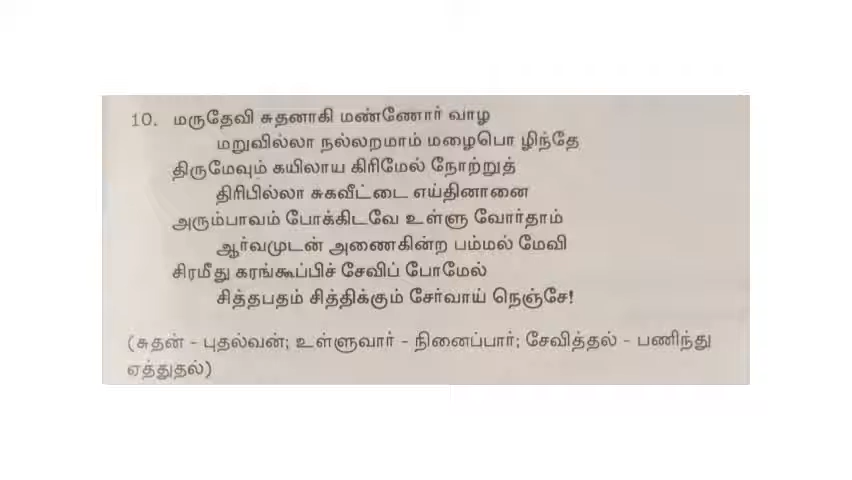 10. மருதேவி சுதனாகி மண்ணோர் வாழ
மறுவில்லா நல்லறமாம் மழைபொ ழிந்தே
திருமேவும் கயிலாய கிரிமேல் நோற்றுத்
திரிபில்லா சுகவீட்டை எய்தினானை
அரும்பாவம் போக்கிடவே உள்ளு வோர்தாம்
ஆர்வமுடன் அணைகின்ற பம்மல் மேவி
சிரமீது கரங்கூப்பிச் சேவிப் போமேல்
சித்தபதம் சித்திக்கும் சேர்வாய் நெஞ்சே!
(சுதன் - புதல்வன்; உள்ளுவார் - நினைப்பார்; சேவித்தல் - பணிந்து
ஏத்துதல்)